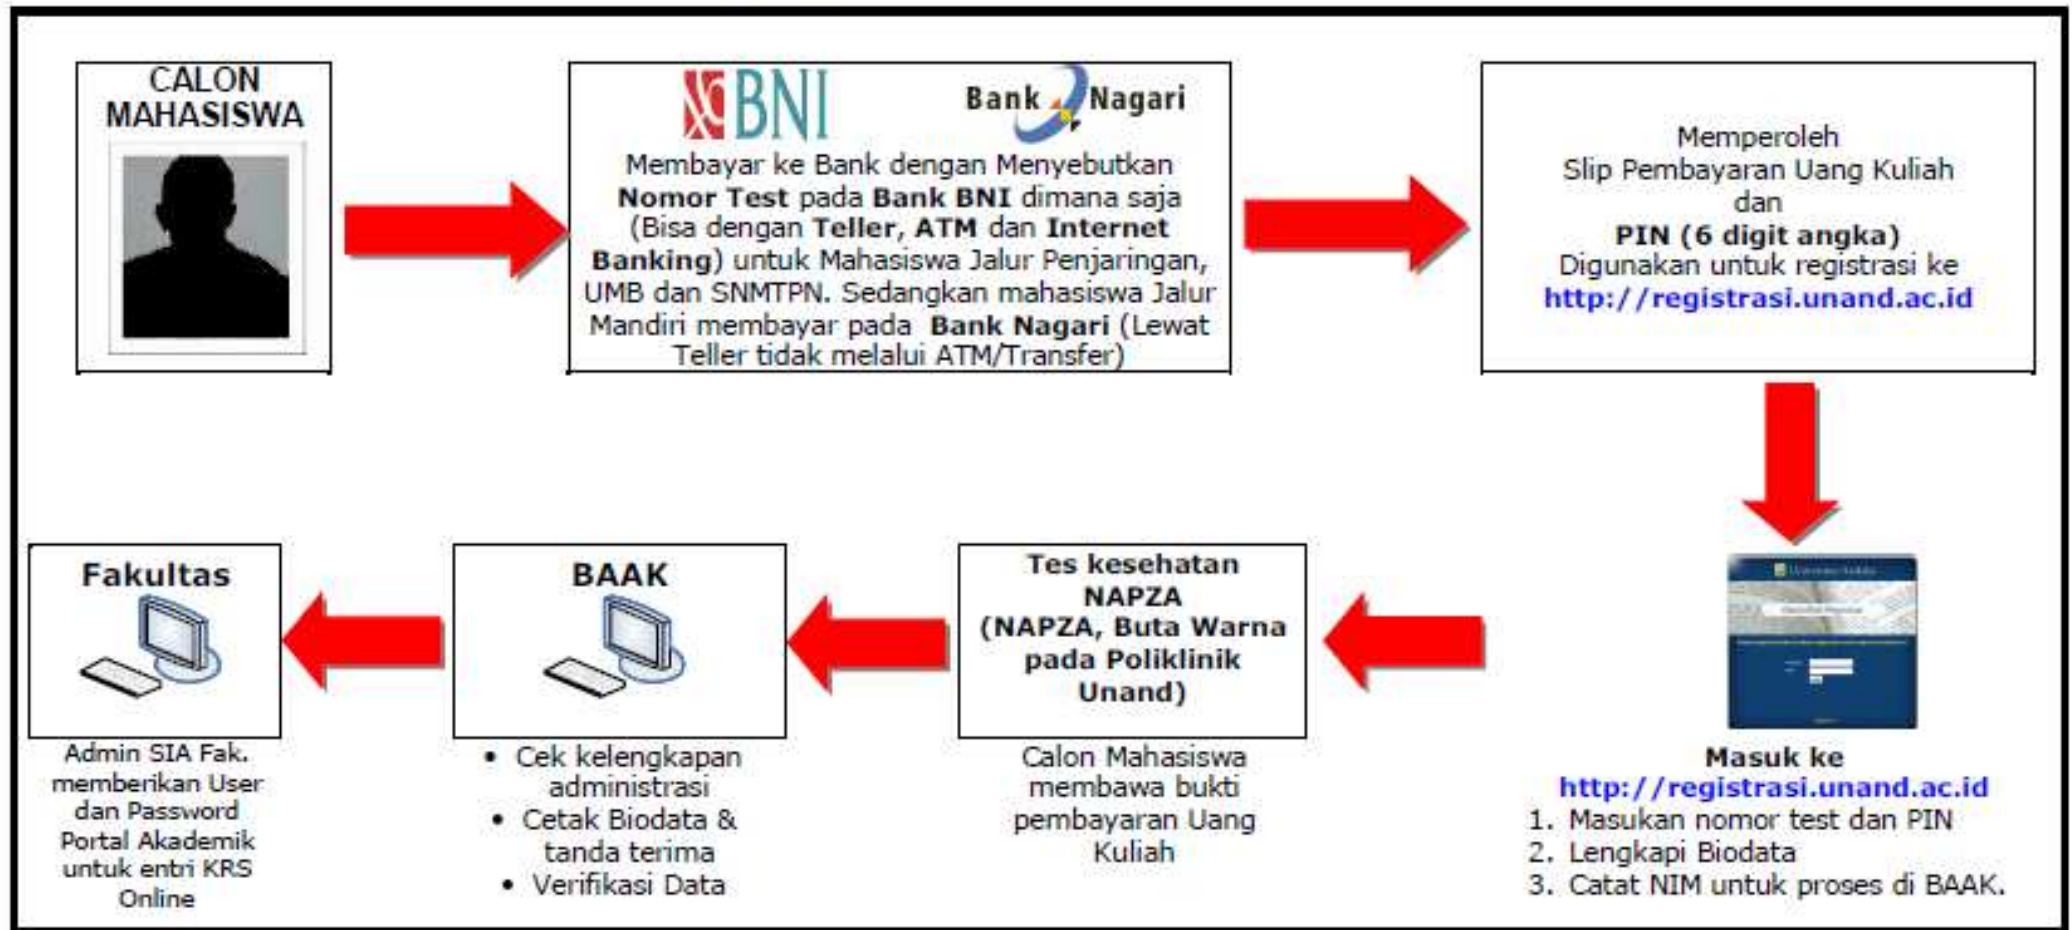 CALON
MAHASISWA
BNI
Bank Nagari
Membayar ke Bank dengan Menyebutkan
Nomor Test pada Bank BNI dimana saja
(Bisa dengan Teller, ATM dan Internet
Banking) untuk Mahasiswa Jalur Penjaringan,
UMB dan SNMTPN. Sedangkan mahasiswa Jalur
Mandiri membayar pada Bank Nagari (Lewat
Teller tidak melalui ATM/Transfer)
Memperoleh
Slip Pembayaran Uang Kuliah
dan
PIN (6 digit angka)
Digunakan untuk registrasi ke
http://registrasi.unand.ac.id
Masuk ke
http://registrasi.unand.ac.id
1. Masukan nomor test dan PIN
2. Lengkapi Biodata
3. Catat NIM untuk proses di BAAK.
Tes kesehatan
NAPZA
(NAPZA, Buta Warna
pada Poliklinik
Unand)
Calon Mahasiswa
membawa bukti
pembayaran Uang
Kuliah
BAAK
• Cek kelengkapan
administrasi
• Cetak Biodata &
tanda terima
• Verifikasi Data
Fakultas
Admin SIA Fak.
memberikan User
dan Password
Portal Akademik
untuk entri KRS
Online